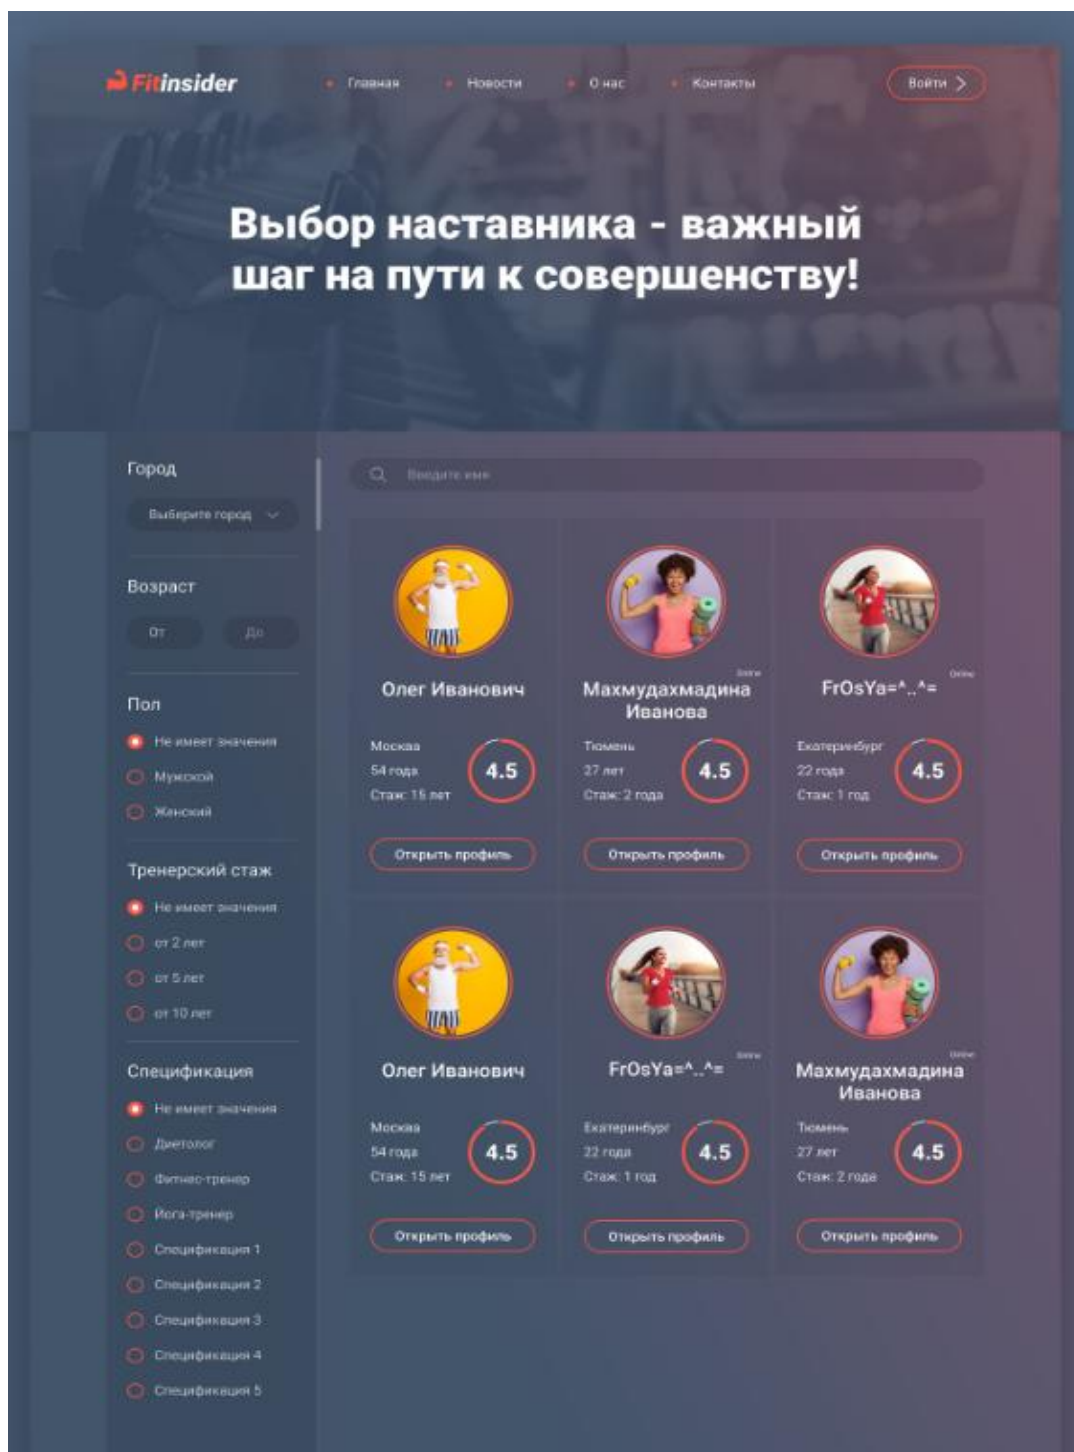 Fitinsider
Главная
Новости
О нас
Контакты
Войти
Выбор наставника - важный
шаг на пути к совершенству!
Город
Выберите город
Возраст
От
До
Пол
Не имеет значения
Мужской
Женский
Тренерский стаж
Не имеет значения
от 2 лет
от 5 лет
от 10 лет
Спецификация
Не имеет значения
Диетолог
Фитнес-тренер
Йога-тренер
Спецификация 1
Спецификация 2
Спецификация 3
Спецификация 4
Спецификация 5
Введите имя
Олег Иванович
Москва
54 года
Стаж: 15 лет
4.5
Открыть профиль
Online
Махмудахмадина
Иванова
Тюмень
27 лет
Стаж: 2 года
4.5
Открыть профиль
Online
FrOsYa=^..^=
Екатеринбург
22 года
Стаж: 1 год
4.5
Открыть профиль
Олег Иванович
Москва
54 года
Стаж: 15 лет
4.5
Открыть профиль
Online
FrOsYa=^..^=
Екатеринбург
22 года
Стаж: 1 год
4.5
Открыть профиль
Online
Махмудахмадина
Иванова
Тюмень
27 лет
Стаж: 2 года
4.5
Открыть профиль